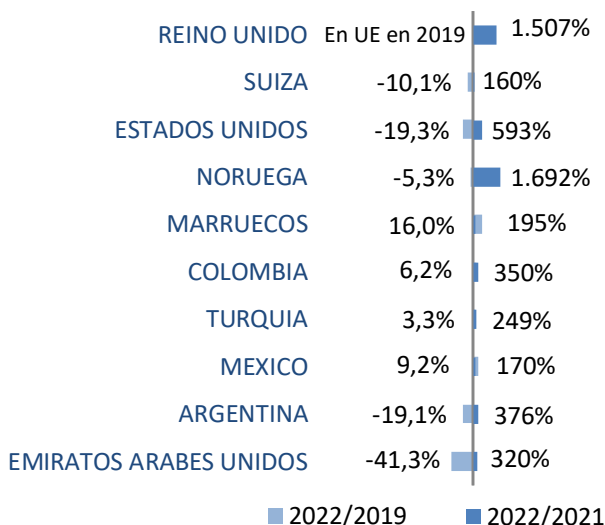 REINO UNIDO En UE en 2019 1.507%
SUIZA -10,1% 160%
ESTADOS UNIDOS -19,3% 593%
NORUEGA -5,3% 1.692%
MARRUECOS 16,0% 195%
COLOMBIA 6,2% 350%
TURQUIA 3,3% 249%
MEXICO 9,2% 170%
ARGENTINA -19,1% 376%
EMIRATOS ARABES UNIDOS -41,3% 320%
2022/2019 2022/2021